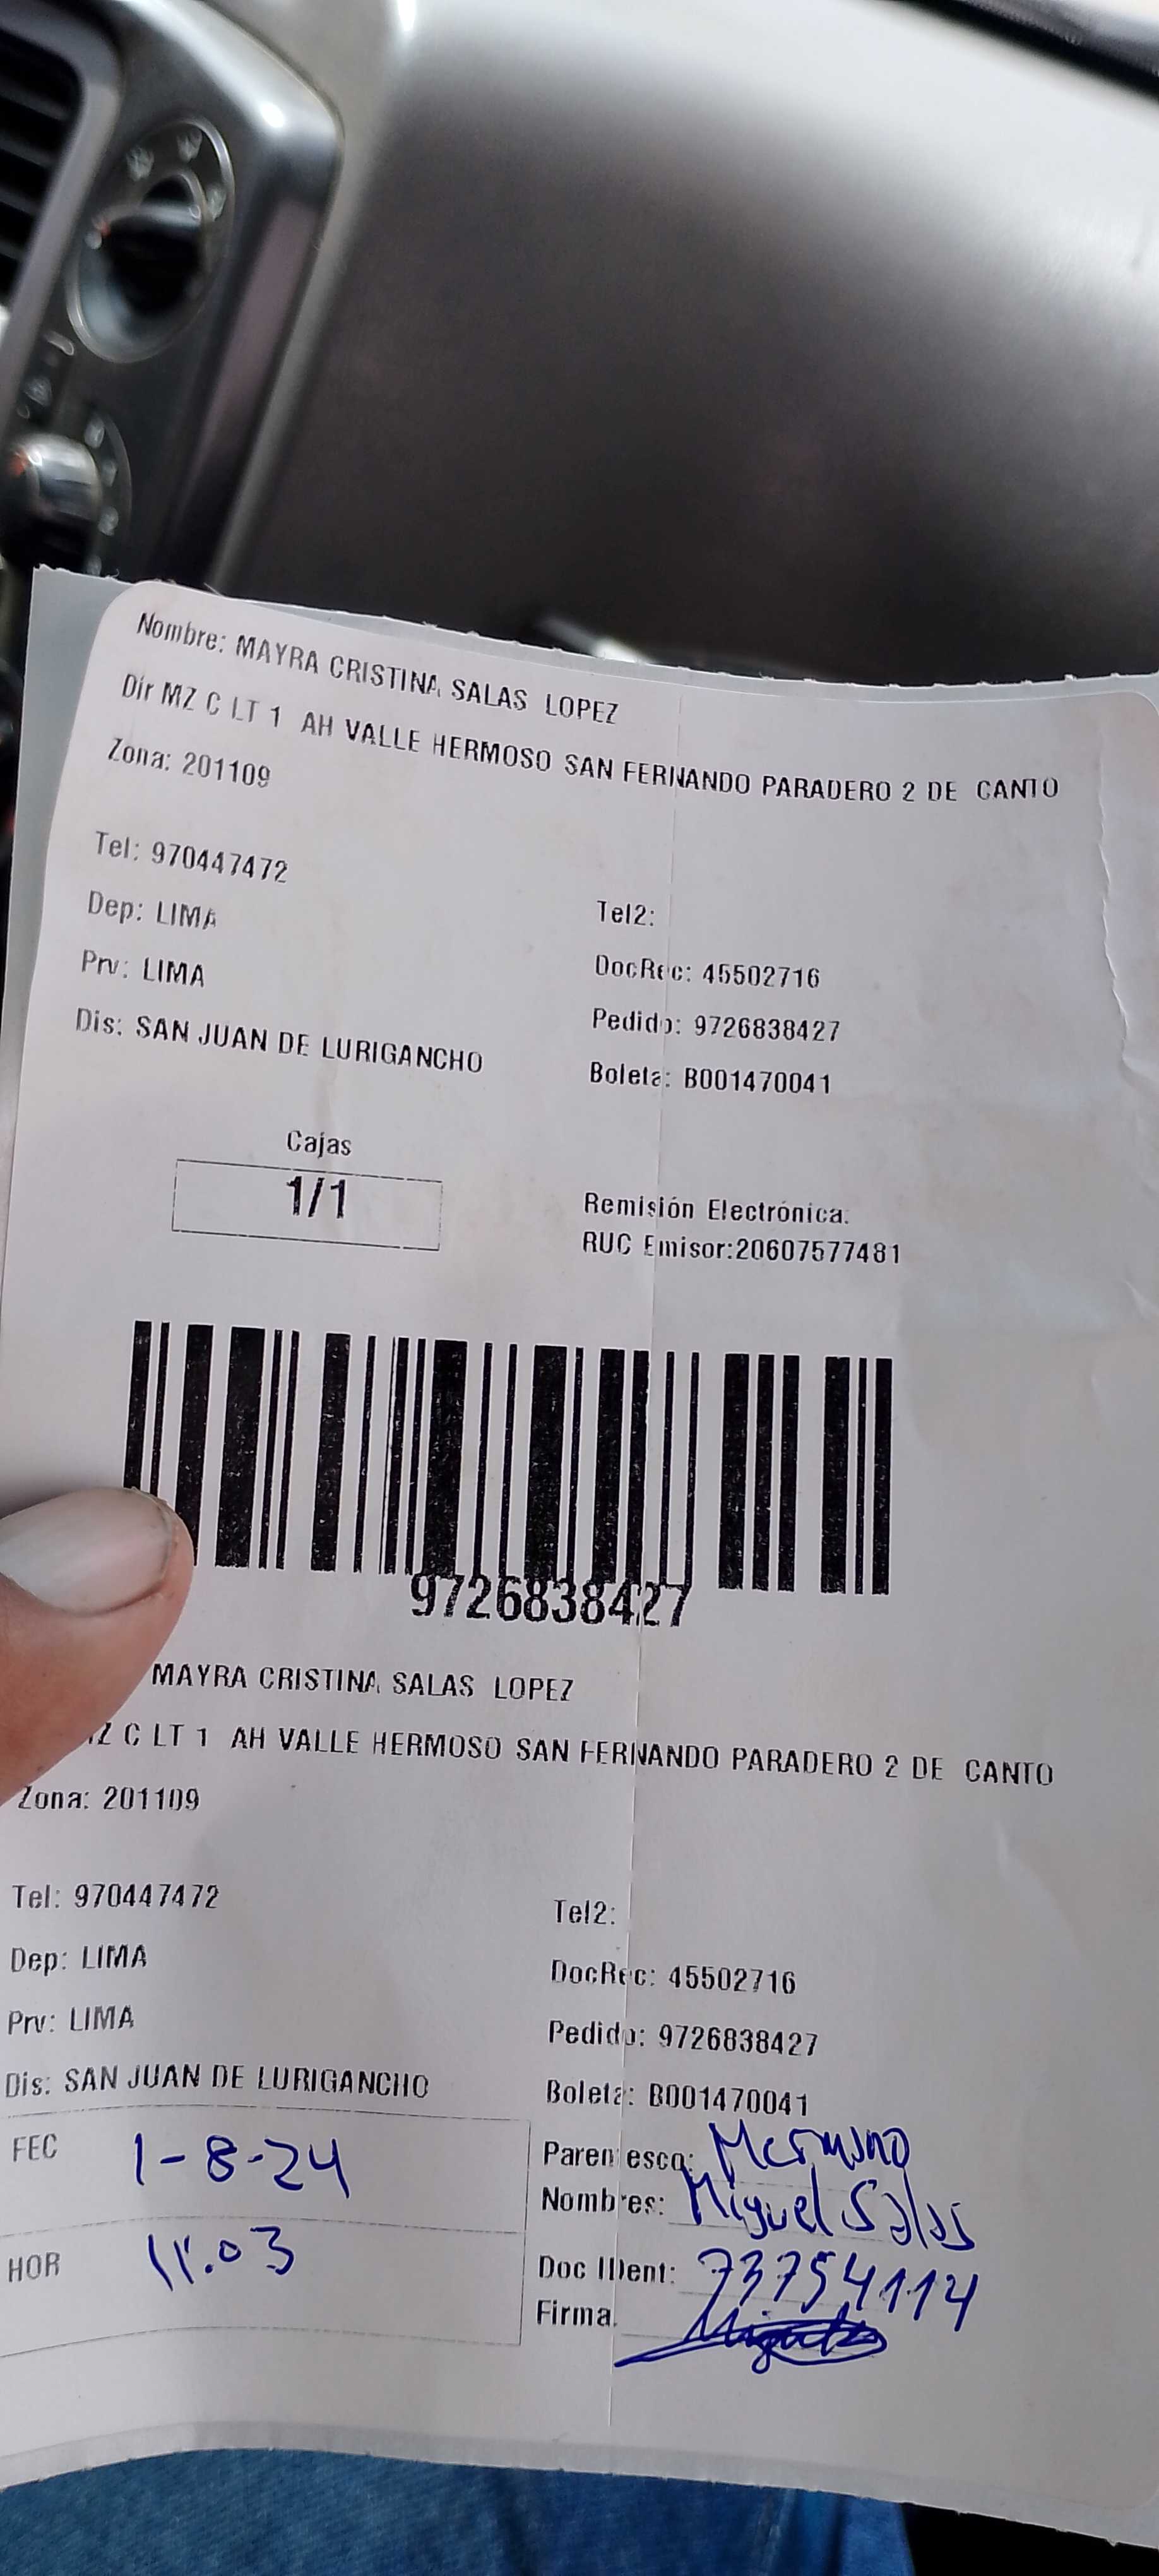 Nombre: MAYRA CRISTINA SALAS LOPEZ
Dir MZ C LT 1 AH VALLE HERMOSO SAN FERNANDO PARADERO 2 DE CANTO
Zona: 201109
Tel: 970447472
Tel2:
Dep: LIMA
DocRec: 45502716
Prv: LIMA
Pedido: 9726838427
Dis: SAN JUAN DE LURIGANCHO
Boleta: B001470041
Cajas
1/1
Remisión Electrónica:
RUC Emisor:20607577481
9726838427
MAYRA CRISTINA SALAS LOPEZ
MZ C LT 1 AH VALLE HERMOSO SAN FERNANDO PARADERO 2 DE CANTO
Zona: 201109
Tel: 970447472
Tel2:
Dep: LIMA
DocRec: 45502716
Prv: LIMA
Pedido: 9726838427
Dis: SAN JUAN DE LURIGANCHO
Boleta: B001470041
FEC 1-8-24
Parentesco: Hermano
Nombres: Miguel Salas
HOR 11.03
Doc IDent: 73754114
Firma.